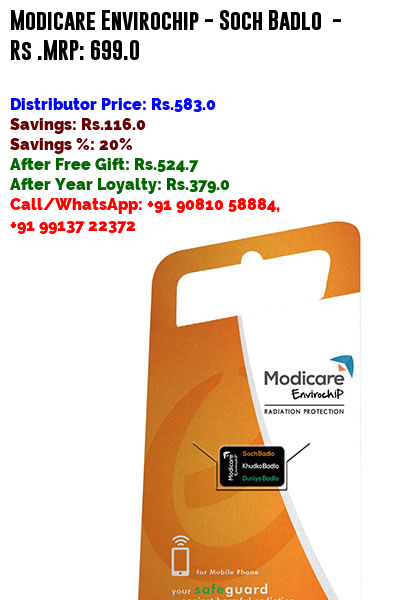 Modicare Envirochip - Soch Badlo -
Rs .MRP: 699.0
Distributor Price: Rs.583.0
Savings: Rs.116.0
Savings %: 20%
After Free Gift: Rs.524.7
After Year Loyalty: Rs.379.0
Call/WhatsApp: +91 90810 58884,
+91 99137 22372
Modicare
EnvirochiP
RADIATION PROTECTION
Modicare
EnvirochiP
SochBadlo
KhudkoBadlo
DuniyaBadlo
for Mobile Phone
your safeguard